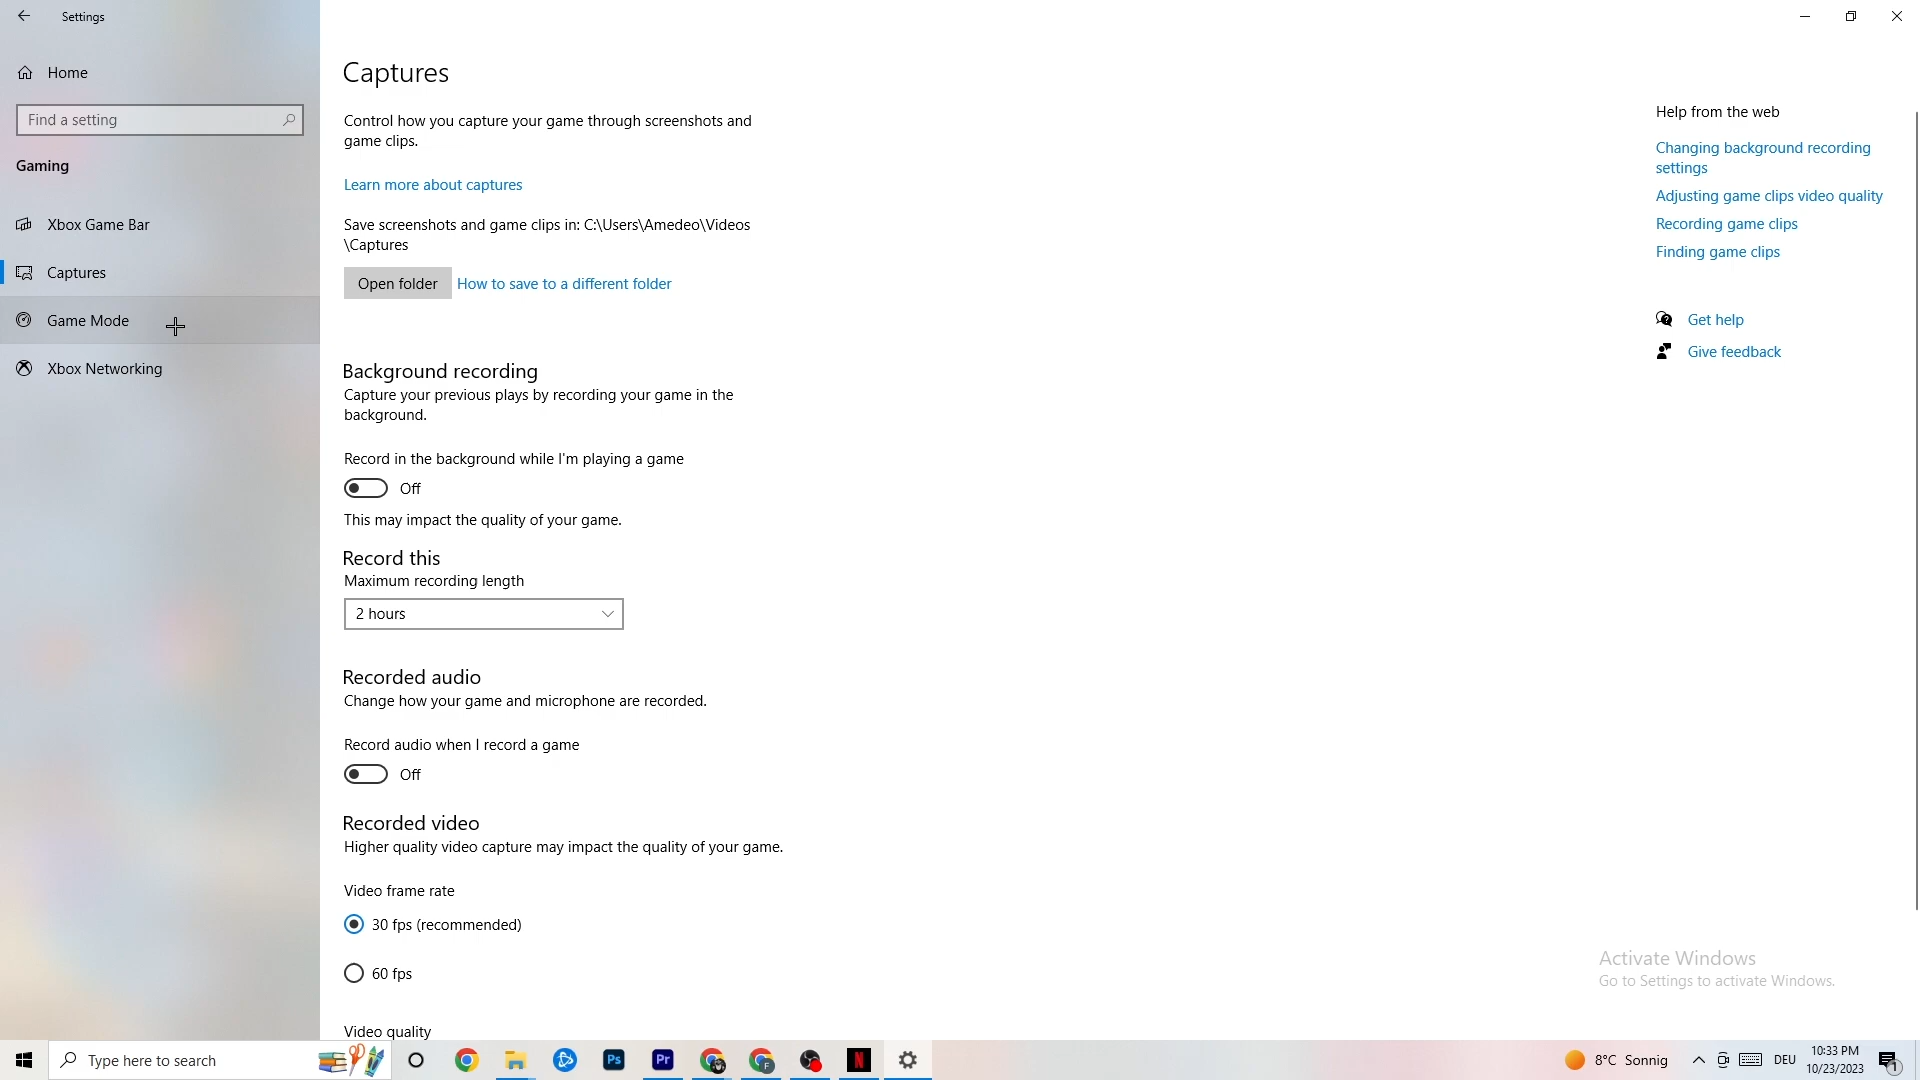 Settings
Home
Find a setting
Gaming
Xbox Game Bar
Captures
Game Mode
Xbox Networking
Captures
Control how you capture your game through screenshots and
game clips.
Learn more about captures
Save screenshots and game clips in: C:\Users\Amedeo\Videos
\Captures
Open folder
How to save to a different folder
Background recording
Capture your previous plays by recording your game in the
background.
Record in the background while I'm playing a game
Off
This may impact the quality of your game.
Record this
Maximum recording length
2 hours
Recorded audio
Change how your game and microphone are recorded.
Record audio when I record a game
Off
Recorded video
Higher quality video capture may impact the quality of your game.
Video frame rate
30 fps (recommended)
60 fps
Video quality
Help from the web
Changing background recording
settings
Adjusting game clips video quality
Recording game clips
Finding game clips
Get help
Give feedback
Activate Windows
Go to Settings to activate Windows.
Type here to search
Ps
Pr
F
N
8°C Sonnig
DEU
10:33 PM
10/23/2023
1